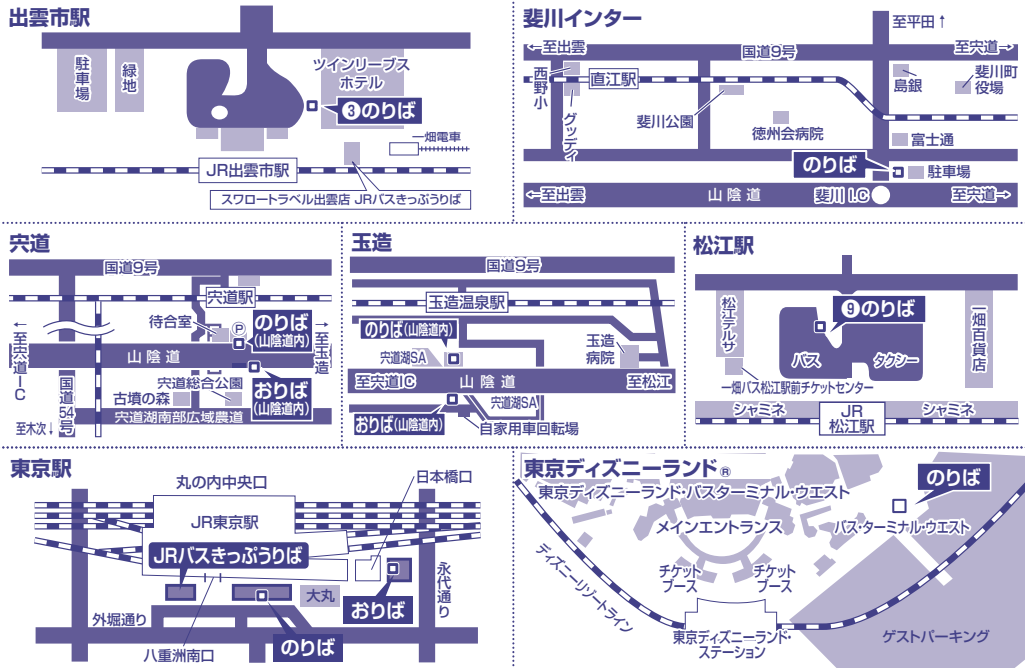 出雲市駅
駐車場
緑地
ツインリーブス
ホテル
❸のりば
一畑電車
JR出雲市駅
スワロートラベル出雲店 JRバスきっぷうりば
斐川インター
至平田↑
←至出雲
国道9号
至宍道→
西野小
直江駅
グッディ
斐川公園
徳州会病院
島銀
斐川町
役場
富士通
のりば
駐車場
←至出雲
山陰道
斐川I.C
至宍道→
宍道
国道9号
宍道駅
待合室
P
のりば
(山陰道内)
←至宍道IC
山陰道
至玉造→
おりば
(山陰道内)
宍道総合公園
古墳の森
国道54号
宍道湖南部広域農道
至木次↓
玉造
国道9号
玉造温泉駅
のりば(山陰道内)
宍道湖SA
玉造
病院
至宍道IC
山陰道
至松江
宍道湖SA
おりば(山陰道内)
自家用車回転場
松江駅
松江テルサ
❾のりば
バス
タクシー
一畑百貨店
一畑バス松江駅前チケットセンター
シャミネ
JR
松江駅
シャミネ
東京駅
丸の内中央口
日本橋口
JR東京駅
JRバスきっぷうりば
大丸
おりば
永代通り
外堀通り
八重洲南口
のりば
東京ディズニーランド®
東京ディズニーランド・バスターミナル・ウエスト
のりば
メインエントランス
バス・ターミナル・ウエスト
チケット
ブース
チケット
ブース
ディズニーリゾートライン
東京ディズニーランド・
ステーション
ゲストパーキング